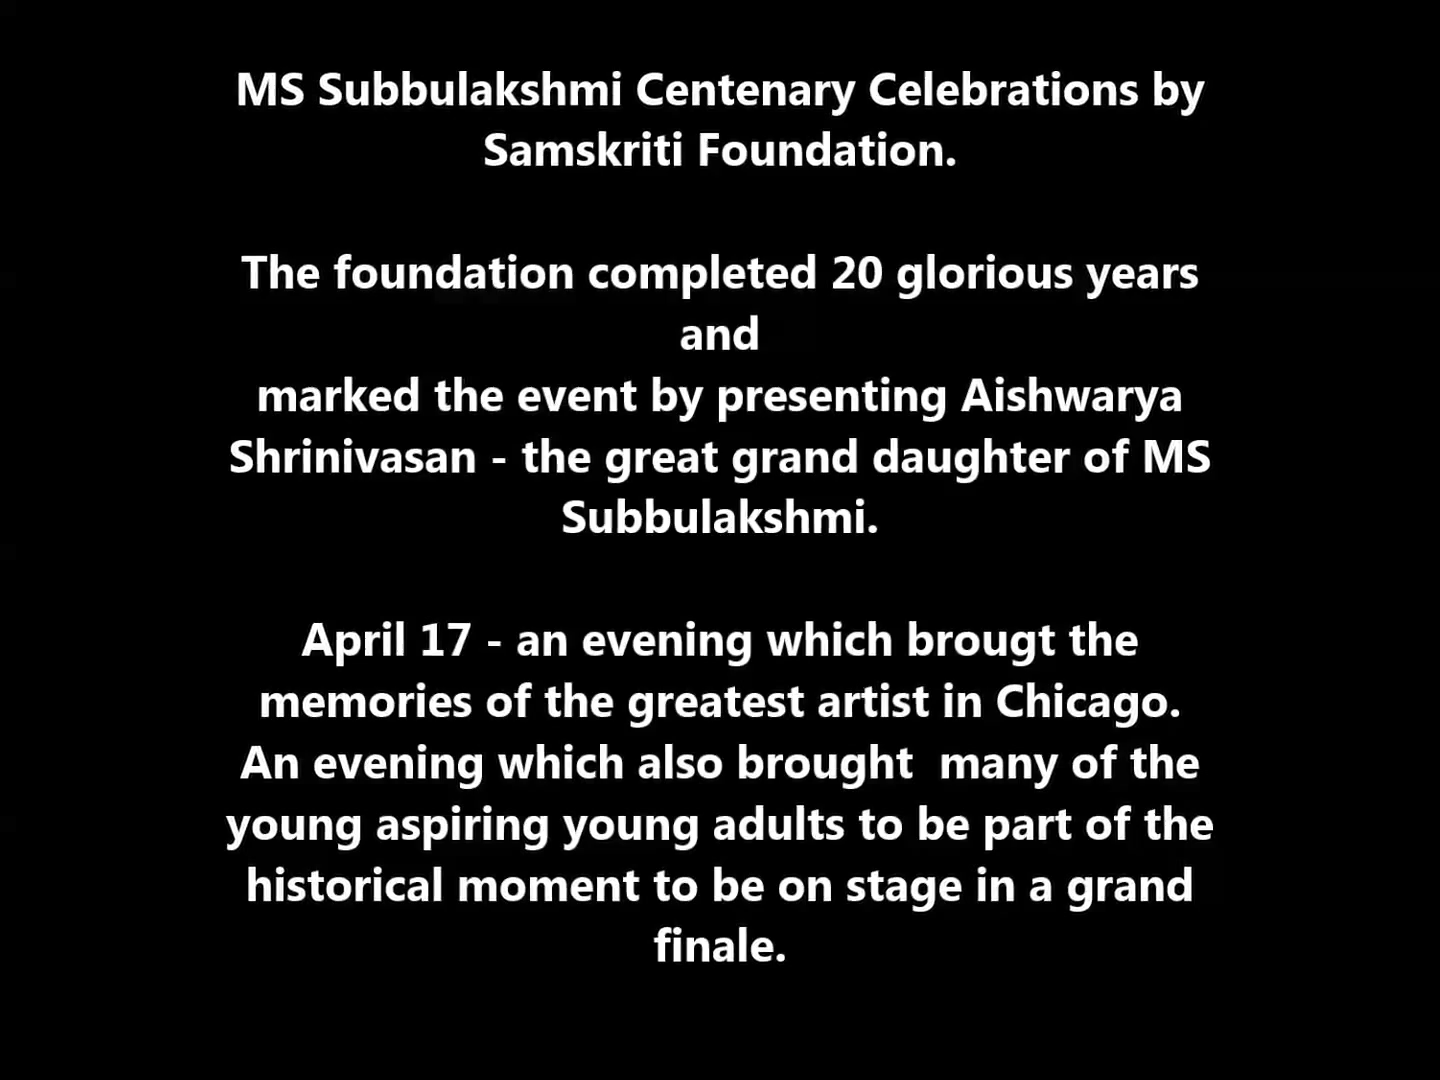 MS Subbulakshmi Centenary Celebrations by
Samskriti Foundation.
The foundation completed 20 glorious years
and
marked the event by presenting Aishwarya
Shrinivasan - the great grand daughter of MS
Subbulakshmi.
April 17 - an evening which brougt the
memories of the greatest artist in Chicago.
An evening which also brought  many of the
young aspiring young adults to be part of the
historical moment to be on stage in a grand
finale.